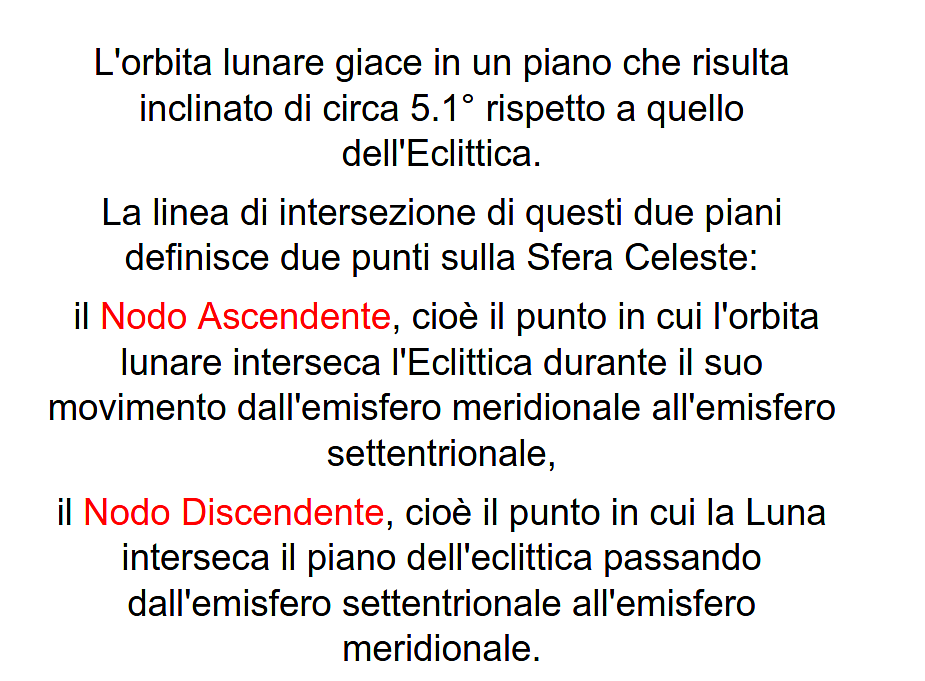 L'orbita lunare giace in un piano che risulta
inclinato di circa 5.1° rispetto a quello
dell'Eclittica.
La linea di intersezione di questi due piani
definisce due punti sulla Sfera Celeste:
il Nodo Ascendente, cioè il punto in cui l'orbita
lunare interseca l'Eclittica durante il suo
movimento dall'emisfero meridionale all'emisfero
settentrionale,
il Nodo Discendente, cioè il punto in cui la Luna
interseca il piano dell'eclittica passando
dall'emisfero settentrionale all'emisfero
meridionale.